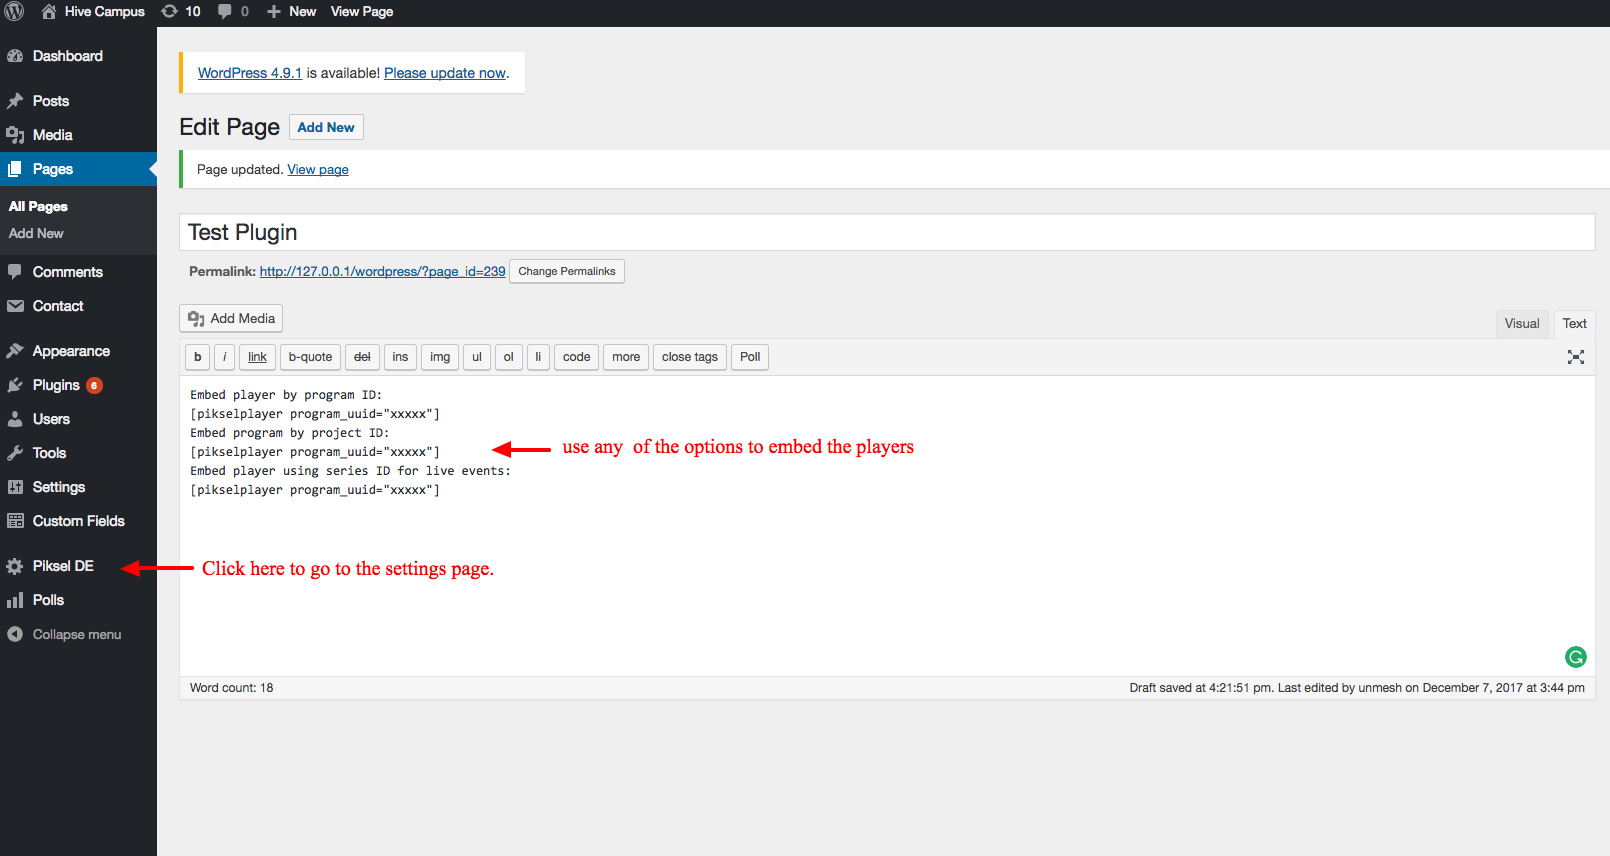 Hive Campus 10 0 New View Page
Dashboard
Posts
Media
Pages
All Pages
Add New
Comments
Contact
Appearance
Plugins 6
Users
Tools
Settings
Custom Fields
Piksel DE
Polls
Collapse menu
WordPress 4.9.1 is available! Please update now.
Edit Page Add New
Page updated. View page
Test Plugin
Permalink: http://127.0.0.1/wordpress/?page_id=239 Change Permalinks
Add Media
Visual Text
b i link b-quote del ins img ul ol li code more close tags Poll
Embed player by program ID:
[pikselplayer program_uuid="xxxxx"]
Embed program by project ID:
[pikselplayer program_uuid="xxxxx"]
Embed player using series ID for live events:
[pikselplayer program_uuid="xxxxx"]
use any of the options to embed the players
Click here to go to the settings page.
Word count: 18
Draft saved at 4:21:51 pm. Last edited by unmesh on December 7, 2017 at 3:44 pm